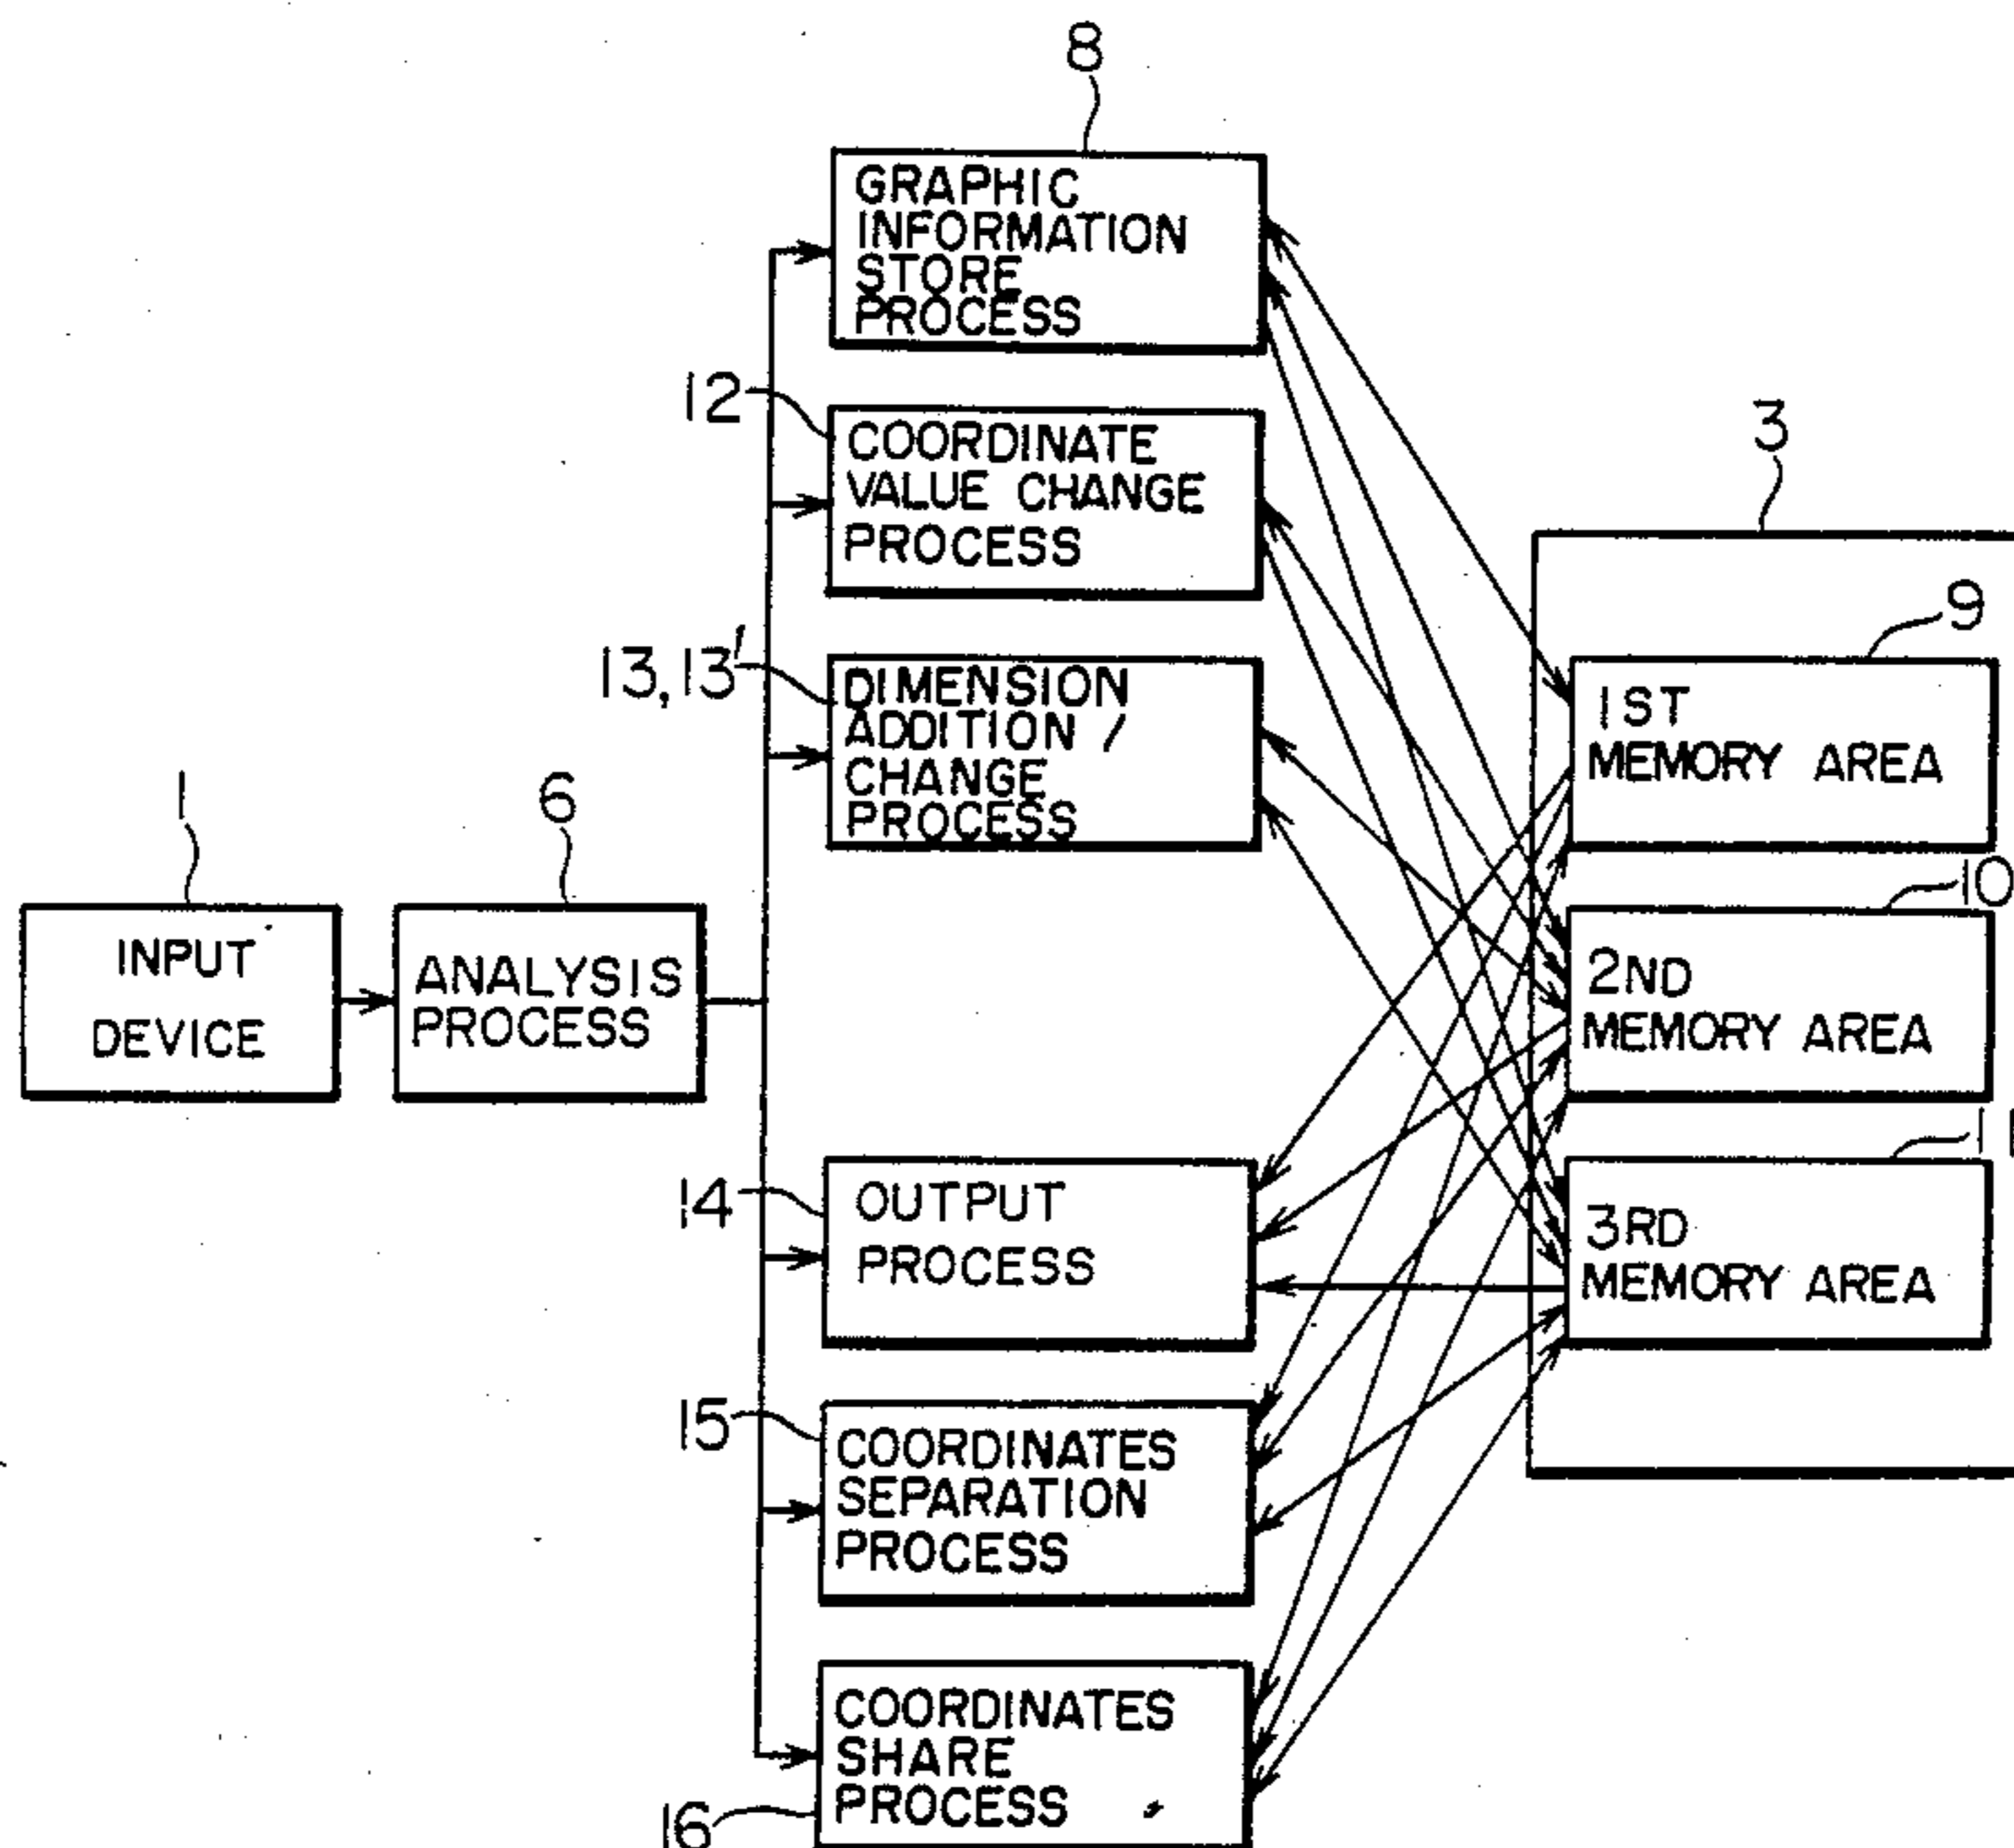 8
GRAPHIC
INFORMATION
STORE
PROCESS
12
COORDINATE
VALUE CHANGE
PROCESS
3
9
13,13'
DIMENSION
ADDITION /
CHANGE
PROCESS
1ST
MEMORY AREA
1
6
10
INPUT
DEVICE
ANALYSIS
PROCESS
2ND
MEMORY AREA
11
14
OUTPUT
PROCESS
3RD
MEMORY AREA
15
COORDINATES
SEPARATION
PROCESS
16
COORDINATES
SHARE
PROCESS